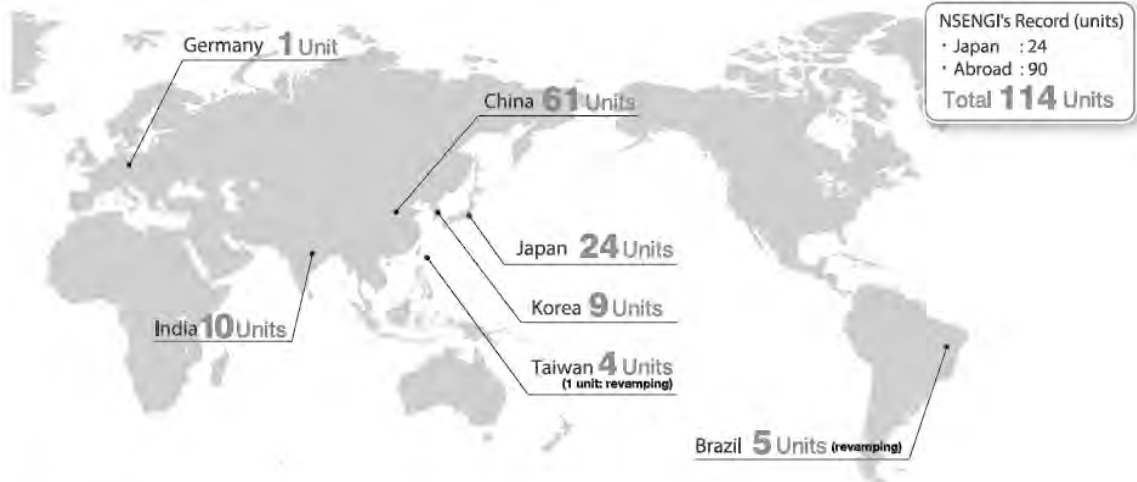 NSENGI's Record (units)
・Japan : 24
・Abroad : 90
Total 114 Units
Germany 1 Unit
China 61 Units
Japan 24 Units
Korea 9 Units
India 10 Units
Taiwan 4 Units
(1 unit: revamping)
Brazil 5 Units (revamping)